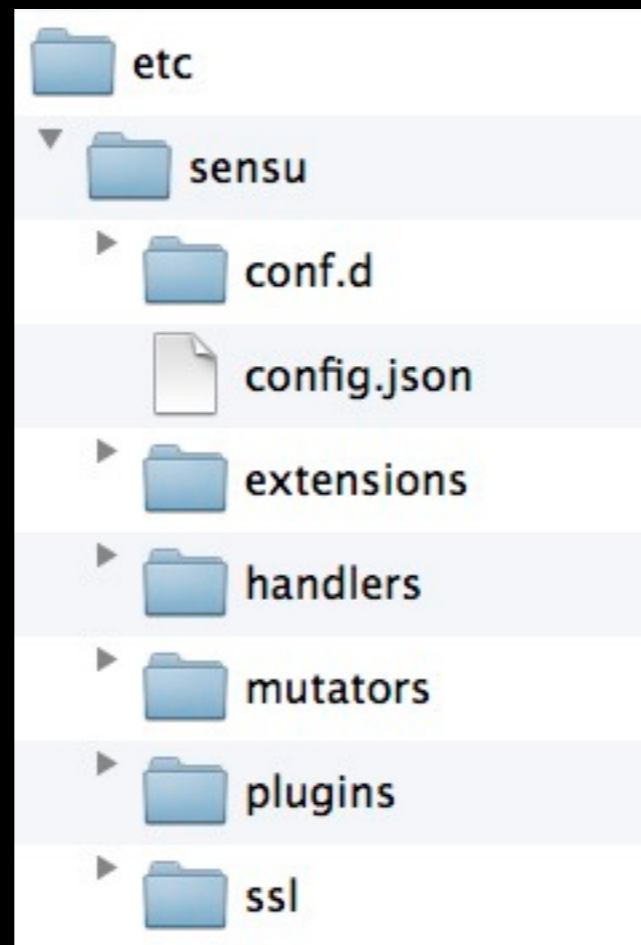 etc
sensu
conf.d
config.json
extensions
handlers
mutators
plugins
ssl